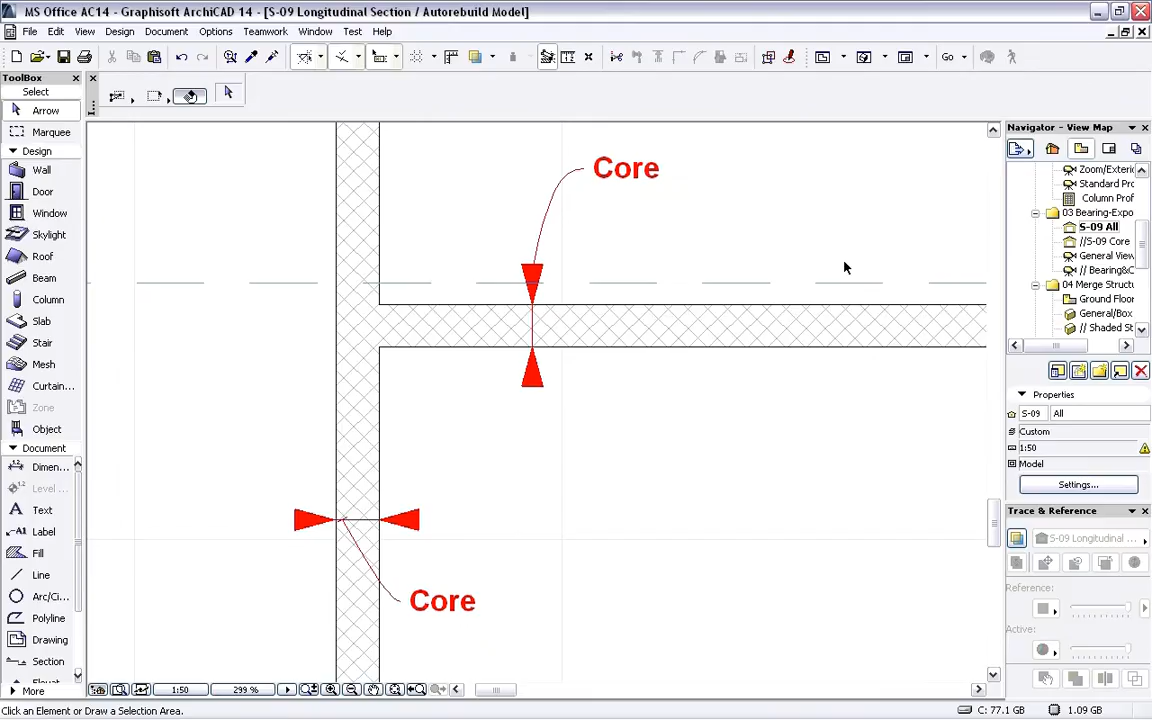 MS Office AC14 - Graphisoft ArchiCAD 14 - [S-09 Longitudinal Section / Autorebuild Model]
File Edit View Design Document Options Teamwork Window Test Help
Go
ToolBox
Select
Arrow
Marquee
Design
Wall
Door
Window
Skylight
Roof
Beam
Column
Slab
Stair
Mesh
Curtain...
Zone
Object
Document
Dimen...
Level ...
Text
Label
Fill
Line
Arc/Ci...
Polyline
Drawing
Section
More
Core
Core
1:50
299 %
Navigator - View Map
Zoom/Exteric
Standard Prc
Column Prof
03 Bearing-Expo
S-09 All
//S-09 Core
General View
// Bearing&C
04 Merge Structu
Ground Floor
General/Box
// Shaded St
Properties
S-09 All
Custom
1:50
Model
Settings...
Trace & Reference
S-09 Longitudinal ...
Reference:
Active:
Click an Element or Draw a Selection Area.
C: 77.1 GB
1.09 GB